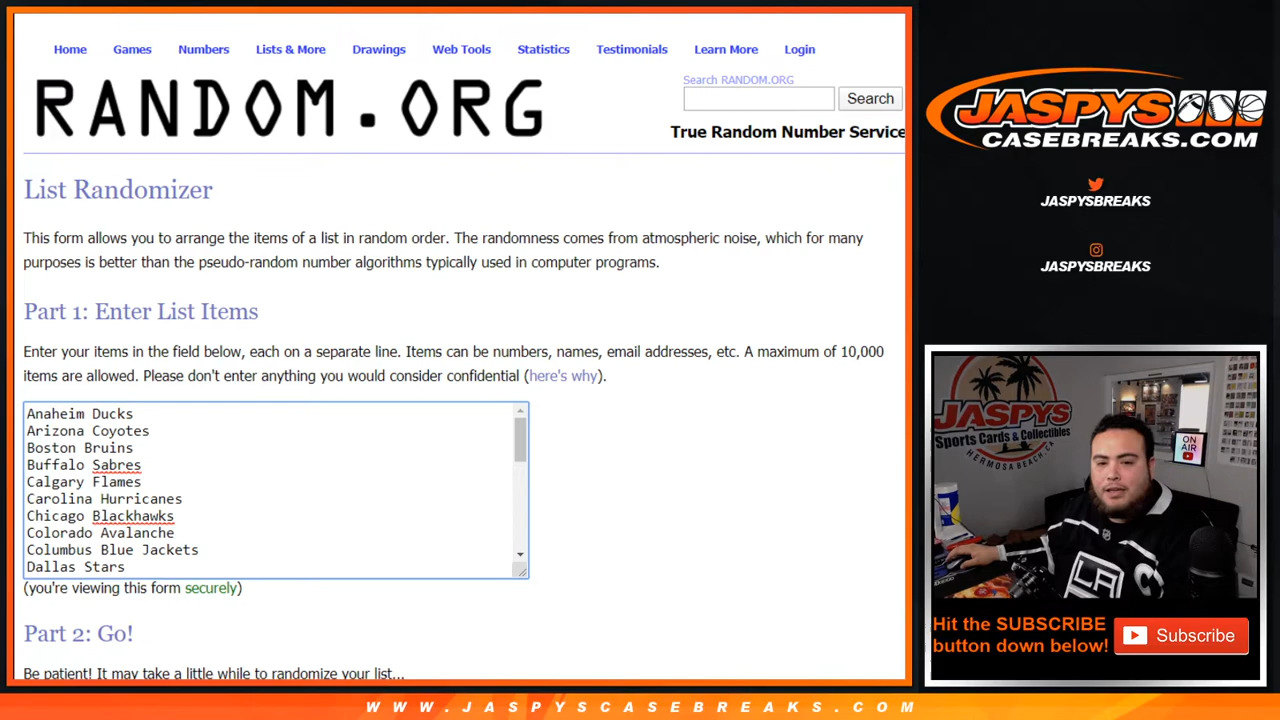 Home Games Numbers Lists & More Drawings Web Tools Statistics Testimonials Learn More Login
RANDOM.ORG
Search RANDOM.ORG
Search
True Random Number Service
List Randomizer
This form allows you to arrange the items of a list in random order. The randomness comes from atmospheric noise, which for many
purposes is better than the pseudo-random number algorithms typically used in computer programs.
Part 1: Enter List Items
Enter your items in the field below, each on a separate line. Items can be numbers, names, email addresses, etc. A maximum of 10,000
items are allowed. Please don't enter anything you would consider confidential (here's why).
Anaheim Ducks
Arizona Coyotes
Boston Bruins
Buffalo Sabres
Calgary Flames
Carolina Hurricanes
Chicago Blackhawks
Colorado Avalanche
Columbus Blue Jackets
Dallas Stars
(you're viewing this form securely)
Part 2: Go!
Be patient! It may take a little while to randomize your list...
JASPYS
CASEBREAKS.COM
JASPYSBREAKS
JASPYSBREAKS
JASPYS
Sports Cards & Collectibles
HERMOSA BEACH, CA
ON
AIR
LA
C
Hit the SUBSCRIBE
button down below!
Subscribe
WWW.JASPYSCASEBREAKS.COM